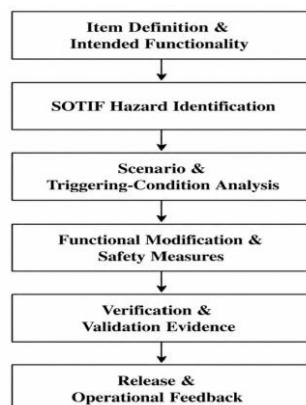 Item Definition &
Intended Functionality
SOTIF Hazard Identification
Scenario &
Triggering-Condition Analysis
Functional Modification &
Safety Measures
Verification &
Validation Evidence
Release &
Operational Feedback